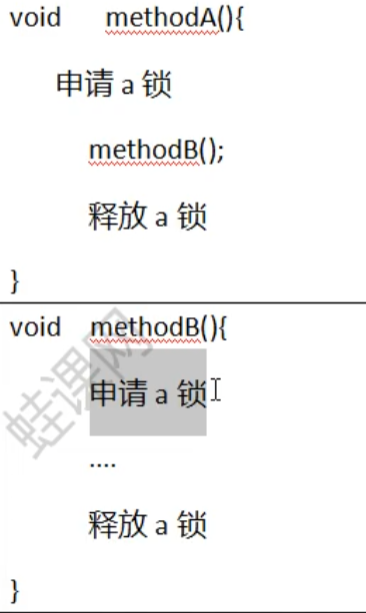 void methodA(){
申请 a 锁
methodB();
释放 a 锁
}
void methodB(){
申请 a 锁
....
释放 a 锁
}
蛙课网